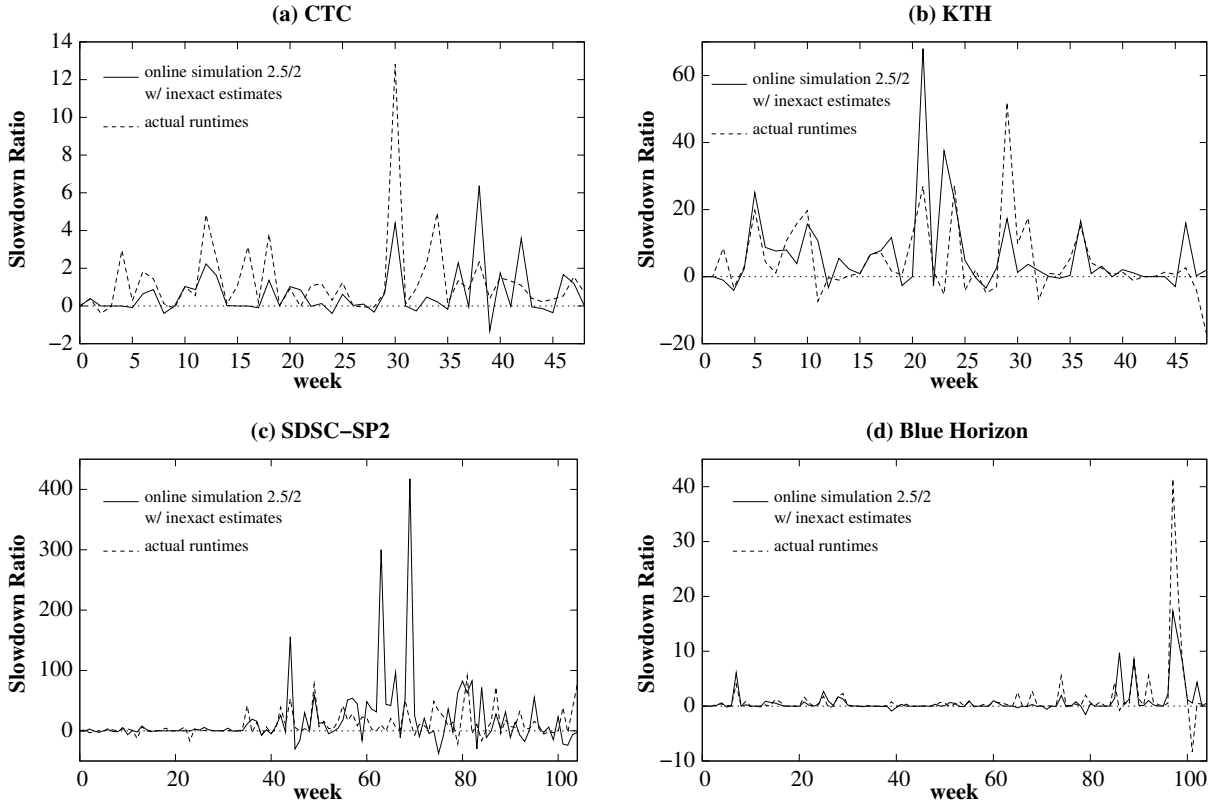 (a) CTC
14
12
10
8
6
4
2
0
−2
0 5 10 15 20 25 30 35 40 45
week
Slowdown Ratio
online simulation 2.5/2
w/ inexact estimates
actual runtimes
(b) KTH
60
40
20
0
−20
0 5 10 15 20 25 30 35 40 45
week
Slowdown Ratio
online simulation 2.5/2
w/ inexact estimates
actual runtimes
(c) SDSC−SP2
400
300
200
100
0
0 20 40 60 80 100
week
Slowdown Ratio
online simulation 2.5/2
w/ inexact estimates
actual runtimes
(d) Blue Horizon
40
30
20
10
0
−10
0 20 40 60 80 100
week
Slowdown Ratio
online simulation 2.5/2
w/ inexact estimates
actual runtimes